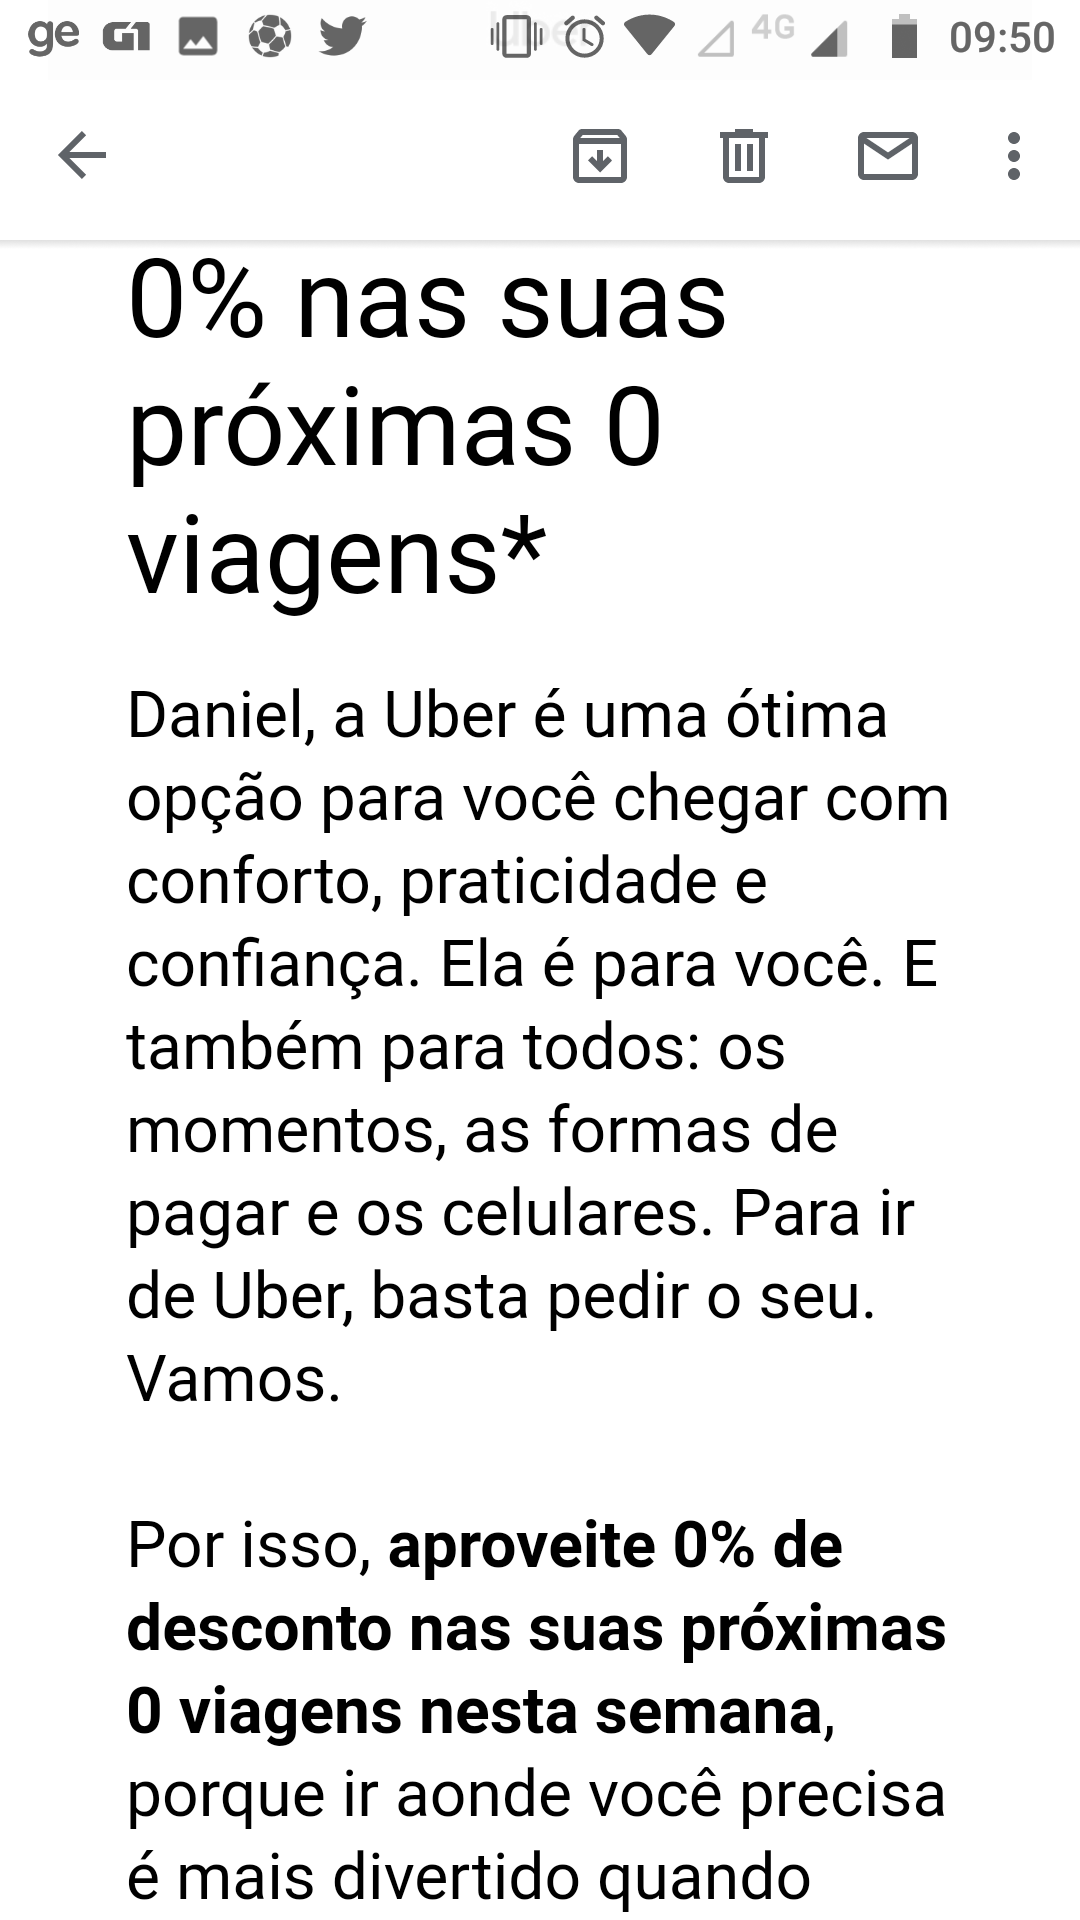 ge G1 4G 09:50
0% nas suas
próximas 0
viagens*
Daniel, a Uber é uma ótima
opção para você chegar com
conforto, praticidade e
confiança. Ela é para você. E
também para todos: os
momentos, as formas de
pagar e os celulares. Para ir
de Uber, basta pedir o seu.
Vamos.
Por isso, aproveite 0% de
desconto nas suas próximas
0 viagens nesta semana,
porque ir aonde você precisa
é mais divertido quando